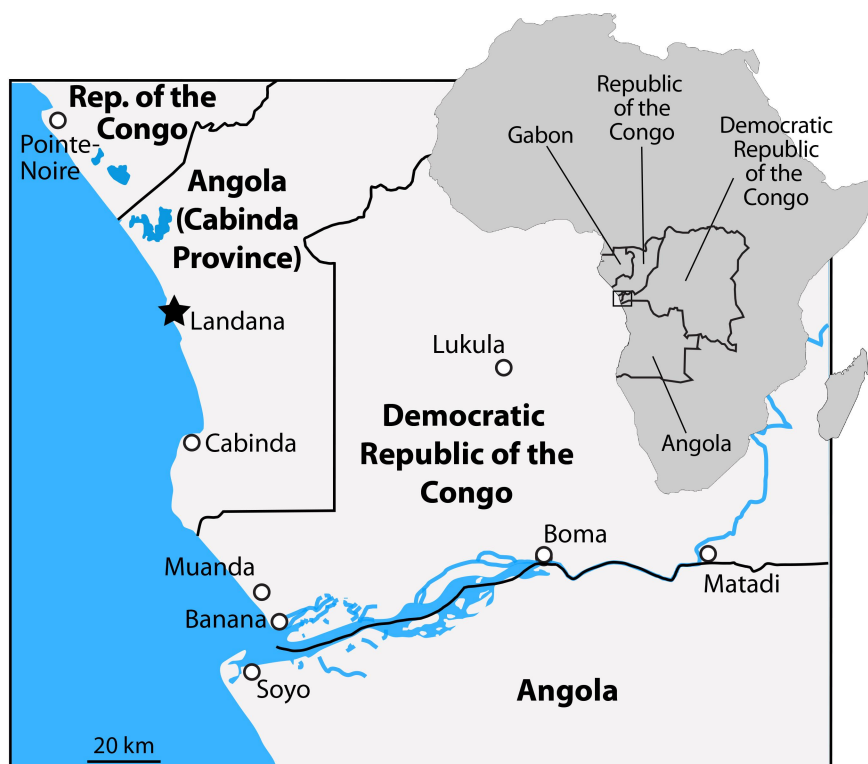 Rep. of the
Congo
Pointe-
Noire
Angola
(Cabinda
Province)
Landana
Cabinda
Lukula
Democratic
Republic of the
Congo
Boma
Matadi
Muanda
Banana
Soyo
Angola
20 km
Gabon
Republic
of the
Congo
Democratic
Republic
of the
Congo
Angola